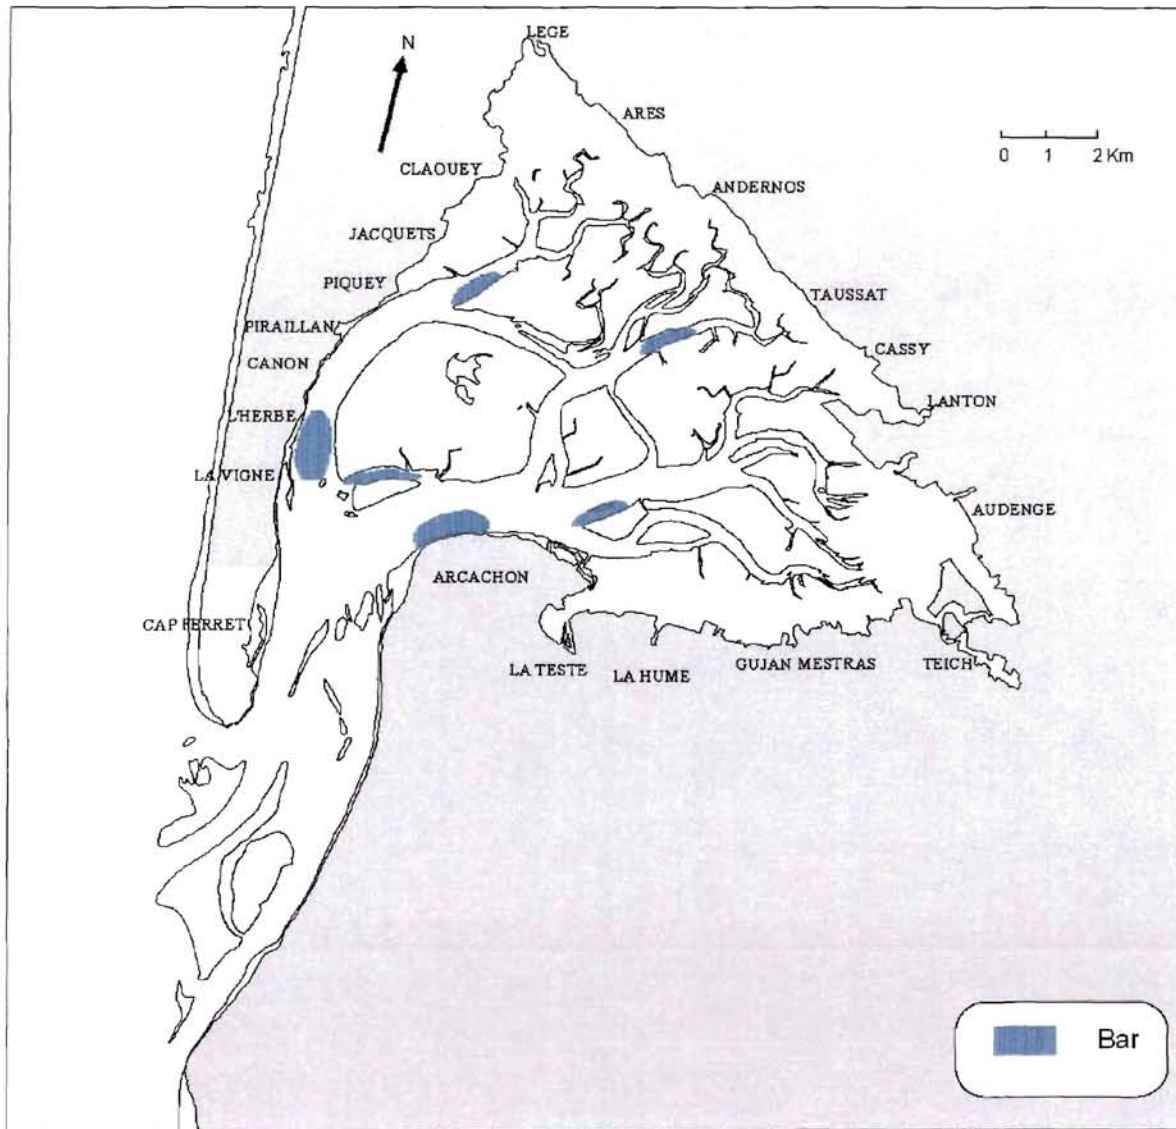 LEGE
N
ARES
0 1 2 Km
CLAOUEY
ANDERNOS
JACQUETS
PIQUEY
TAUSSAT
PIRAILLAN
CASSY
CANON
LANTON
L'HERBE
LA VIGNE
AUDENGE
ARCACHON
CAP FERRET
LA TESTE
LA HUME
GUJAN MESTRAS
TEICH
Bar